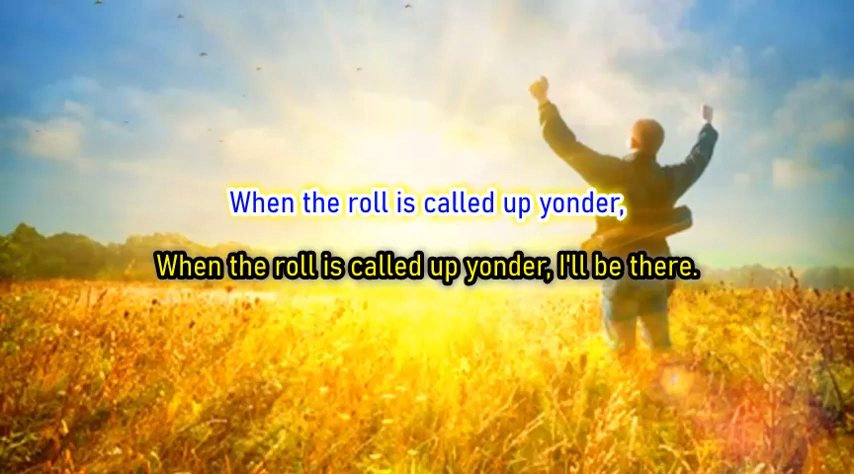 When the roll is called up yonder,
When the roll is called up yonder, I'll be there.